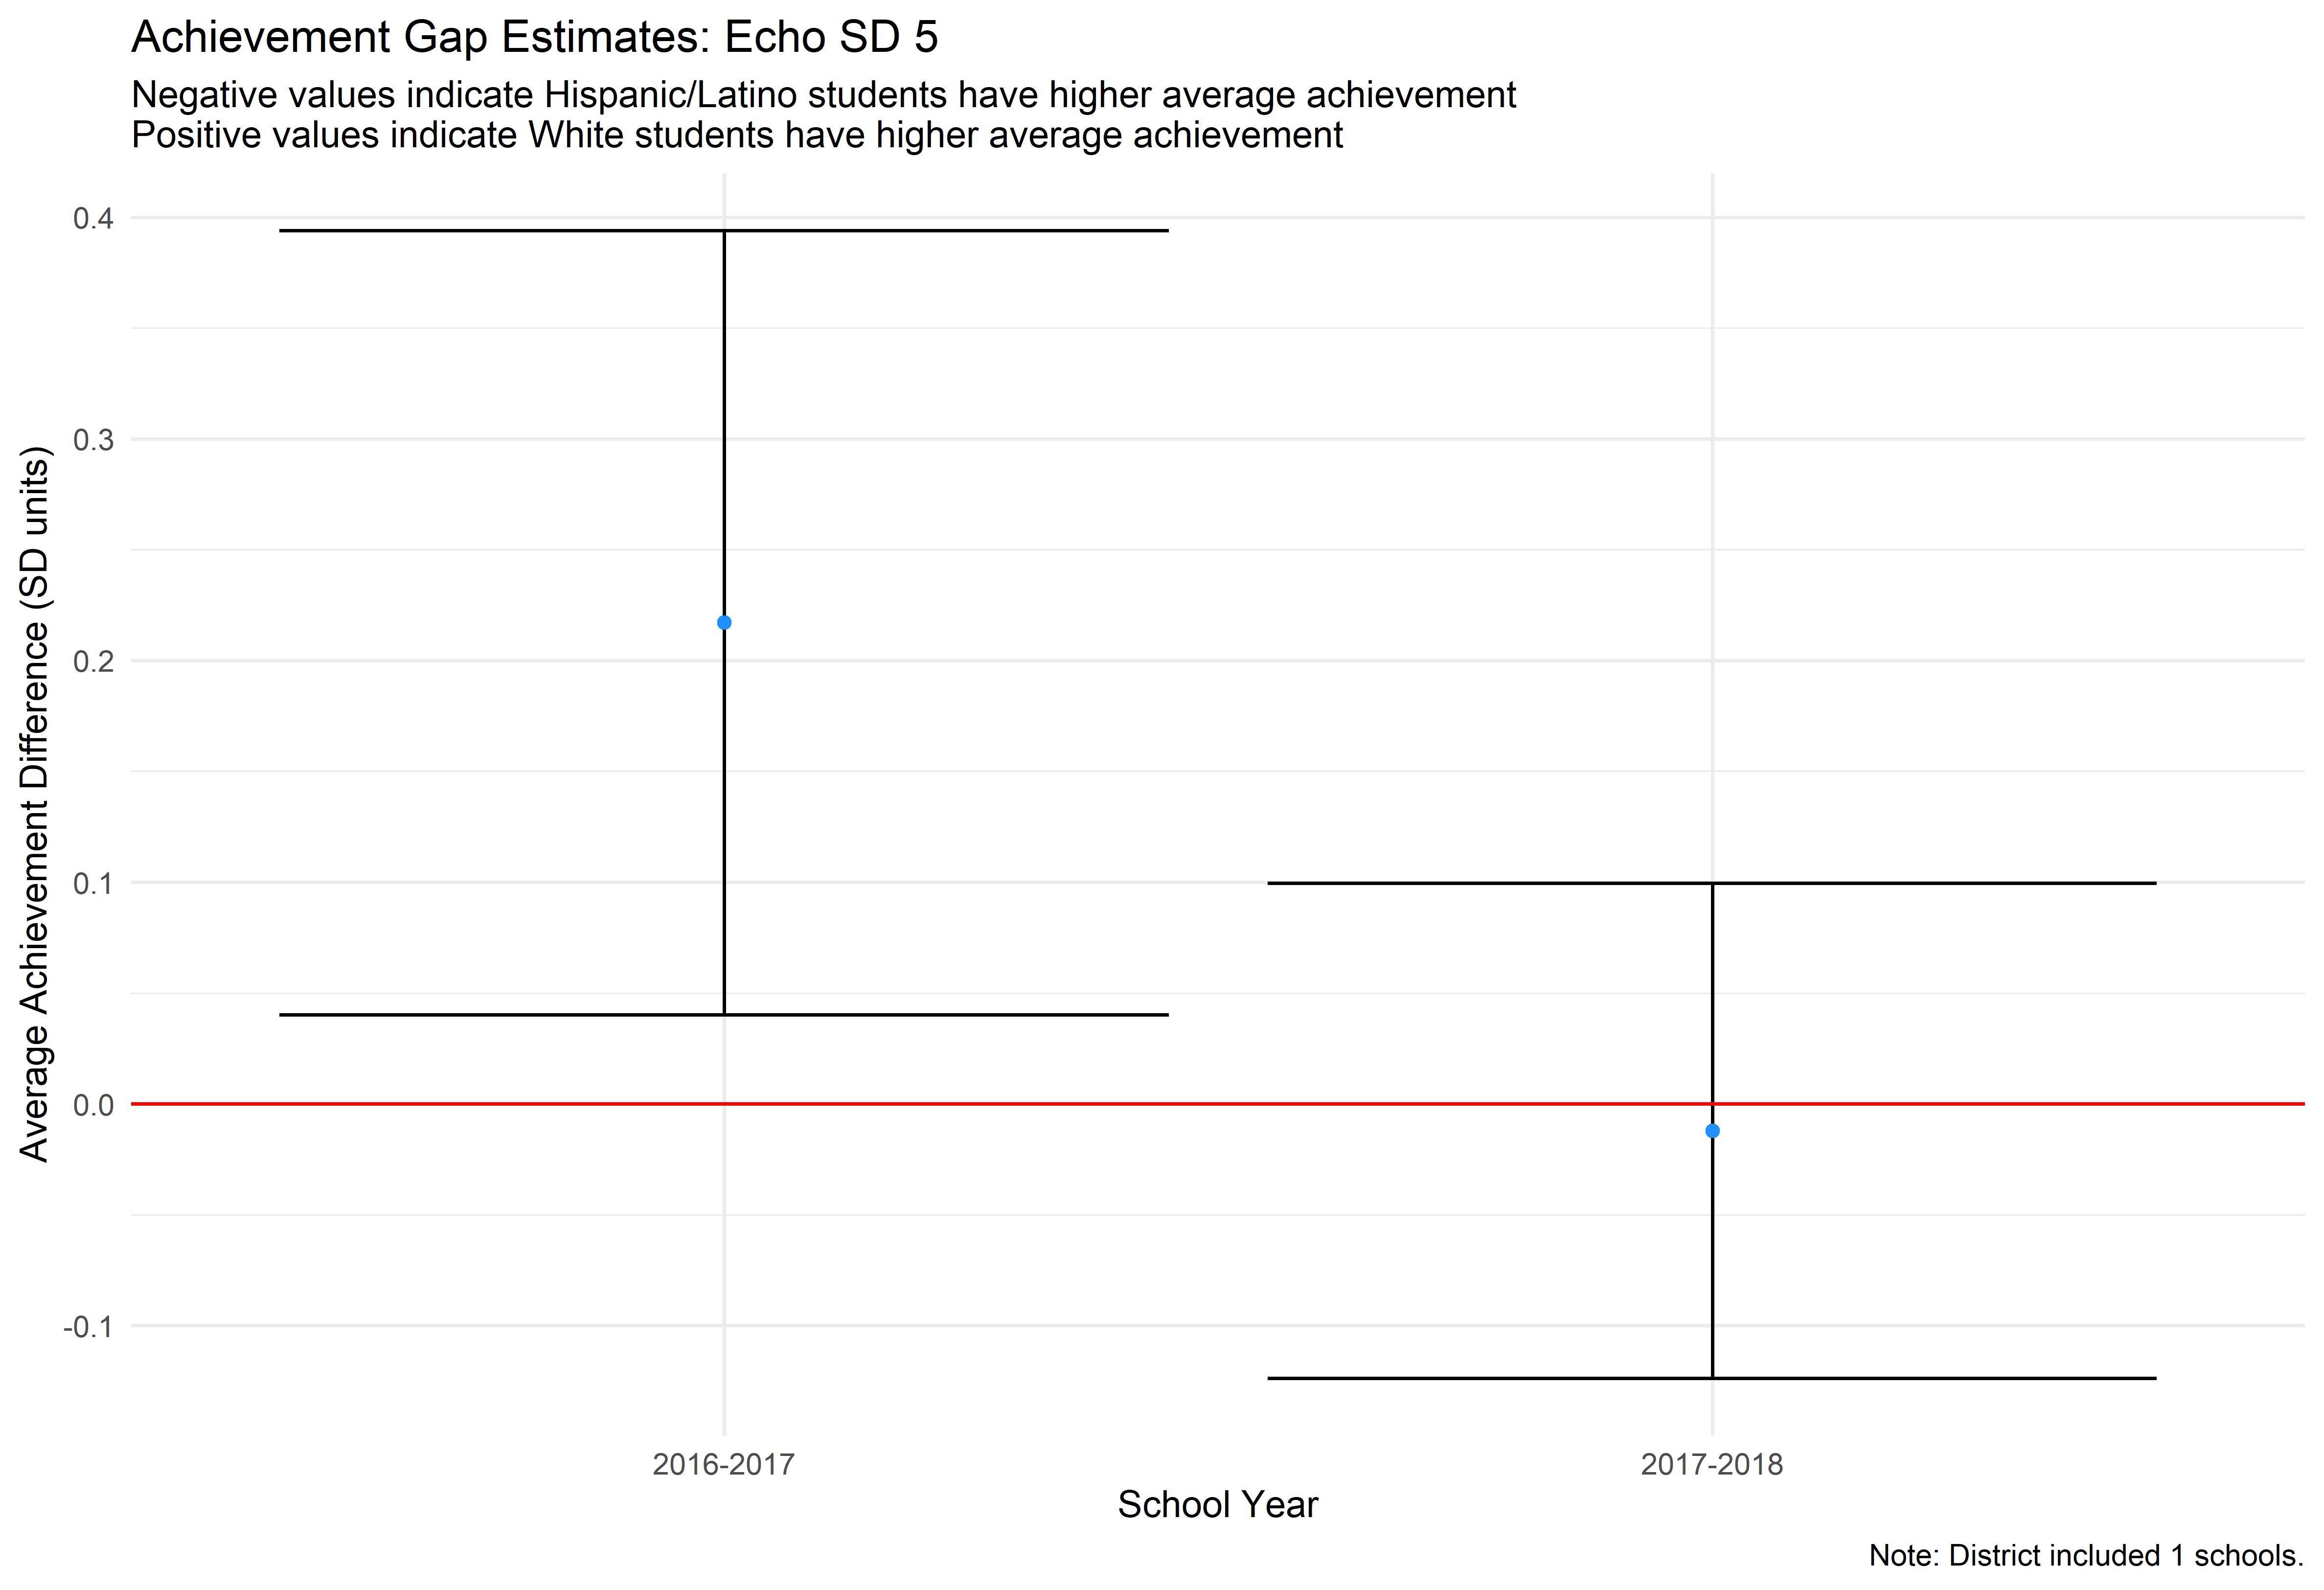 Achievement Gap Estimates: Echo SD 5
Negative values indicate Hispanic/Latino students have higher average achievement
Positive values indicate White students have higher average achievement
Average Achievement Difference (SD units)
0.4
0.3
0.2
0.1
0.0
-0.1
2016-2017
2017-2018
School Year
Note: District included 1 schools.